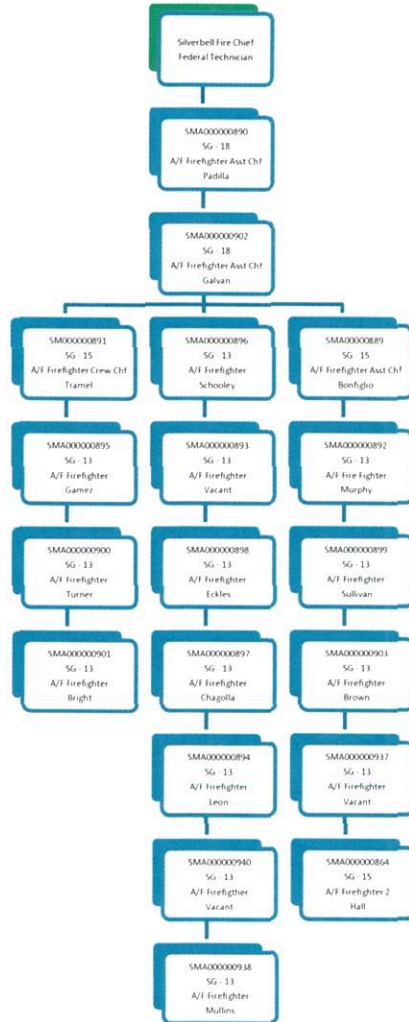 Silverbell Fire Chief
Federal Technician
SMA000000890
SG - 18
A/F Firefighter Asst Chf
Padilla
SMA000000902
SG - 18
A/F Firefighter Asst Chf
Galvan
SM000000891
SG - 15
A/F Firefighter Crew Chf
Tramel
SMA000000895
SG - 13
A/F Firefighter
Gamez
SMA000000900
SG - 13
A/F Firefighter
Turner
SMA000000901
SG - 13
A/F Firefighter
Bright
SMA000000896
SG - 13
A/F Firefighter
Schooley
SMA000000893
SG - 13
A/F Firefighter
Vacant
SMA000000898
SG - 13
A/F Firefighter
Eckles
SMA000000897
SG - 13
A/F Firefighter
Chagolla
SMA000000894
SG - 13
A/F Firefighter
Leon
SMA000000940
SG - 13
A/F Firefigther
Vacant
SMA000000938
SG - 13
A/F Firefighter
Mullins
SMA000000889
SG - 15
A/F Firefighter Asst Chf
Bonfiglio
SMA000000892
SG - 13
A/F Fire Fighter
Murphy
SMA000000899
SG - 13
A/F Firefighter
Sullivan
SMA000000903
SG - 13
A/F Firefighter
Brown
SMA000000937
SG - 13
A/F Firefighter
Vacant
SMA000000864
SG - 15
A/F Firefighter 2
Hall